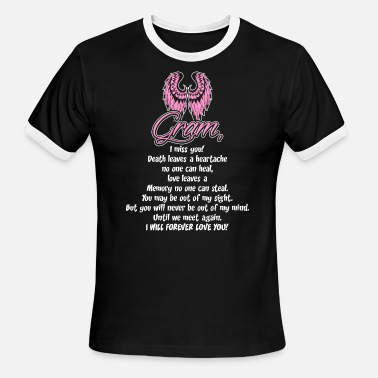 Gram,
I miss you!
Death leaves a heartache
no one can heal,
love leaves a
Memory no one can steal.
You may be out of my sight.
But you will never be out of my mind.
Until we meet again.
I WILL FOREVER LOVE YOU!